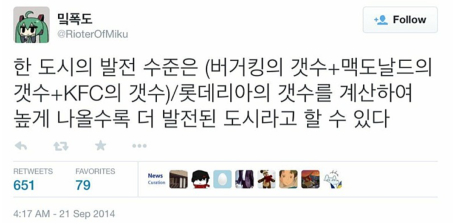 밐폭도
@RioterOfMiku
Follow
한 도시의 발전 수준은 (버거킹의 갯수+맥도날드의
갯수+KFC의 갯수)/롯데리아의 갯수를 계산하여
높게 나올수록 더 발전된 도시라고 할 수 있다
RETWEETS
651
FAVORITES
79
News
Curation
4:17 AM - 21 Sep 2014